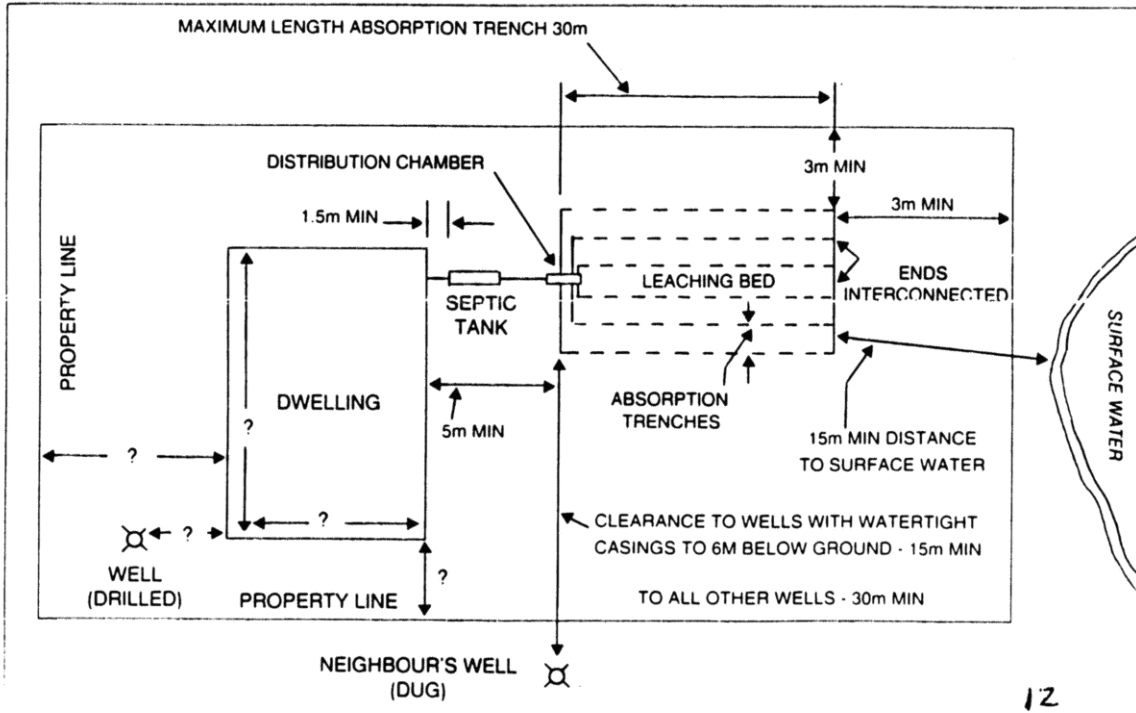 MAXIMUM LENGTH ABSORPTION TRENCH 30m
DISTRIBUTION CHAMBER
3m MIN
1.5m MIN
3m MIN
PROPERTY LINE
SEPTIC
TANK
LEACHING BED
ENDS
INTERCONNECTED
SURFACE WATER
DWELLING
?
5m MIN
ABSORPTION
TRENCHES
15m MIN DISTANCE
TO SURFACE WATER
?
?
?
CLEARANCE TO WELLS WITH WATERTIGHT
CASINGS TO 6M BELOW GROUND - 15m MIN
WELL
(DRILLED)
?
PROPERTY LINE
TO ALL OTHER WELLS - 30m MIN
NEIGHBOUR'S WELL
(DUG)
12